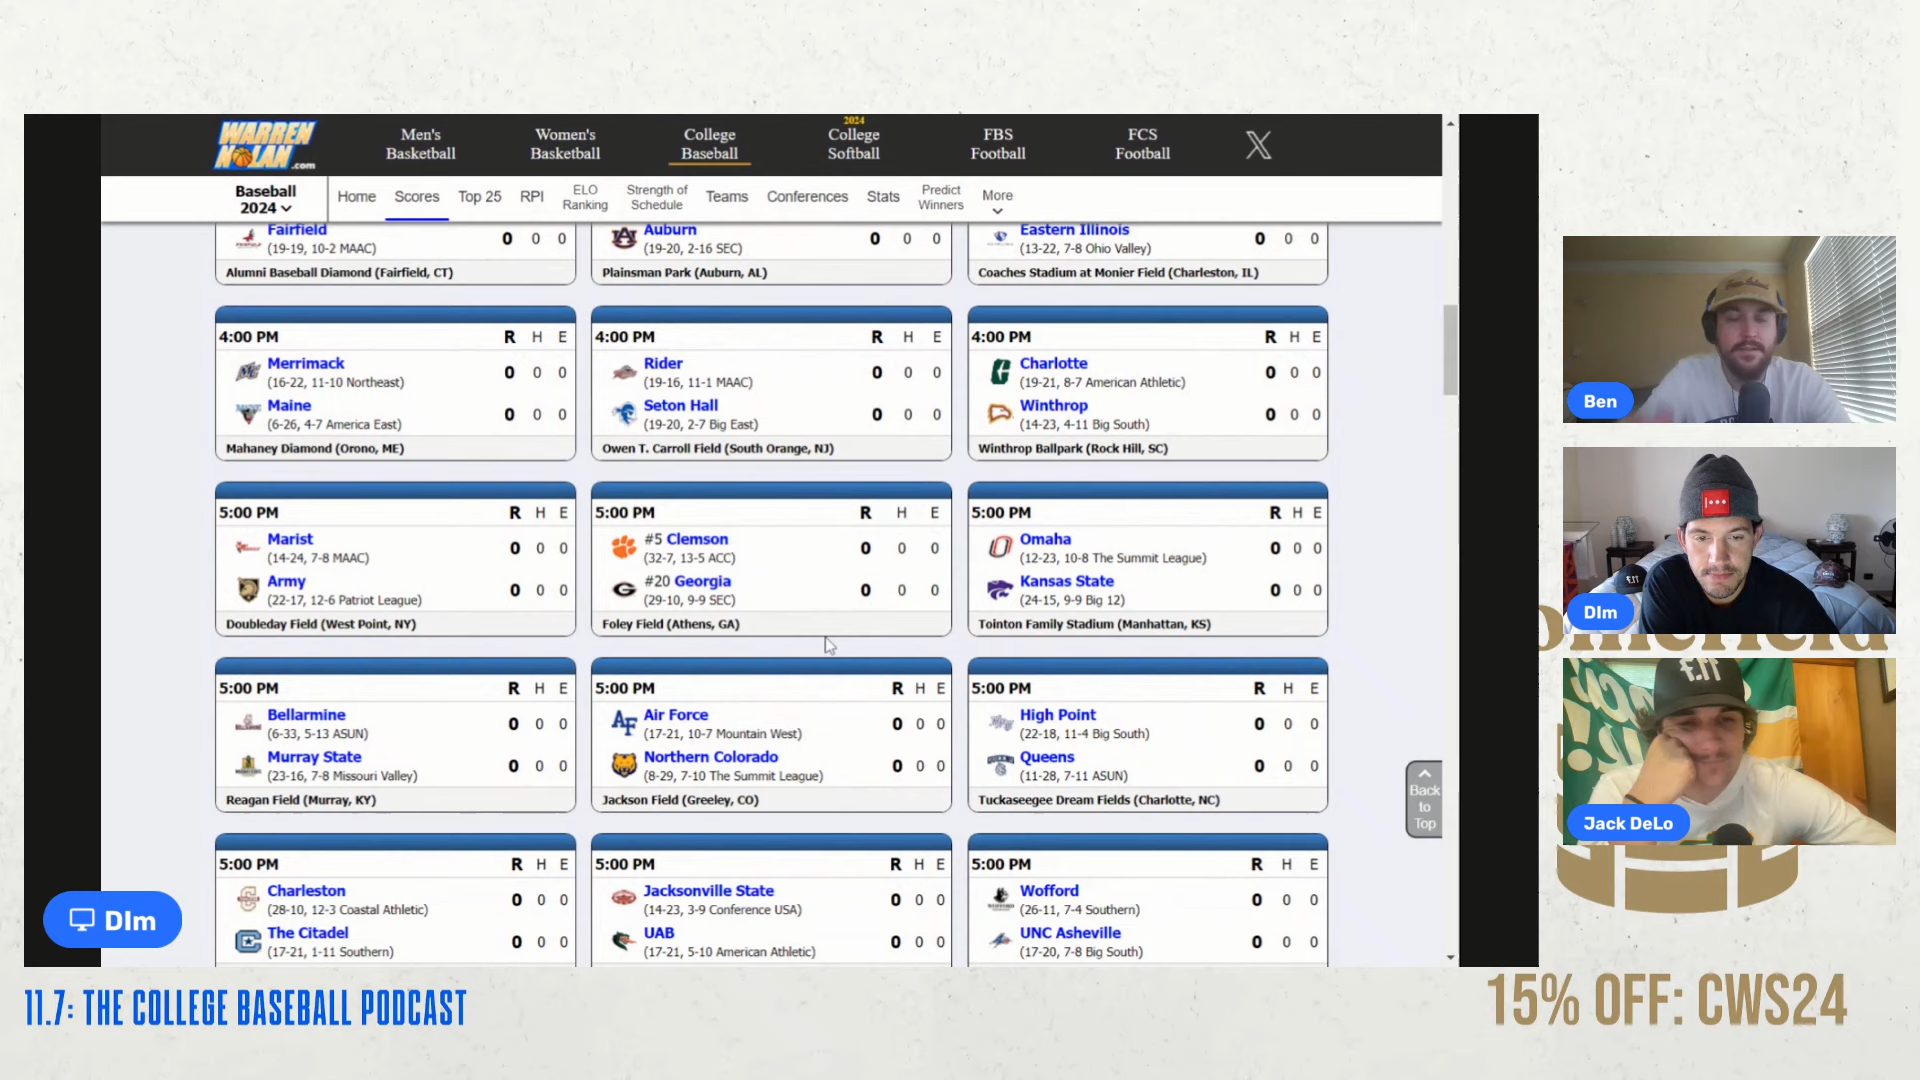 WARREN NOLAN.com
Men's Basketball
Women's Basketball
College Baseball
2024 College Softball
FBS Football
FCS Football
Baseball 2024
Home
Scores
Top 25
RPI
ELO Ranking
Strength of Schedule
Teams
Conferences
Stats
Predict Winners
More
Fairfield 0 0 0
(19-19, 10-2 MAAC)
Alumni Baseball Diamond (Fairfield, CT)
Auburn 0 0 0
(19-20, 2-16 SEC)
Plainsman Park (Auburn, AL)
Eastern Illinois 0 0 0
(13-22, 7-8 Ohio Valley)
Coaches Stadium at Monier Field (Charleston, IL)
4:00 PM R H E
Merrimack 0 0 0
(16-22, 11-10 Northeast)
Maine 0 0 0
(6-26, 4-7 America East)
Mahaney Diamond (Orono, ME)
4:00 PM R H E
Rider 0 0 0
(19-16, 11-1 MAAC)
Seton Hall 0 0 0
(19-20, 2-7 Big East)
Owen T. Carroll Field (South Orange, NJ)
4:00 PM R H E
Charlotte 0 0 0
(19-21, 8-7 American Athletic)
Winthrop 0 0 0
(14-23, 4-11 Big South)
Winthrop Ballpark (Rock Hill, SC)
5:00 PM R H E
Marist 0 0 0
(14-24, 7-8 MAAC)
Army 0 0 0
(22-17, 12-6 Patriot League)
Doubleday Field (West Point, NY)
5:00 PM R H E
#5 Clemson 0 0 0
(32-7, 13-5 ACC)
#20 Georgia 0 0 0
(29-10, 9-9 SEC)
Foley Field (Athens, GA)
5:00 PM R H E
Omaha 0 0 0
(12-23, 10-8 The Summit League)
Kansas State 0 0 0
(24-15, 9-9 Big 12)
Tointon Family Stadium (Manhattan, KS)
5:00 PM R H E
Bellarmine 0 0 0
(6-33, 5-13 ASUN)
Murray State 0 0 0
(23-16, 7-8 Missouri Valley)
Reagan Field (Murray, KY)
5:00 PM R H E
Air Force 0 0 0
(17-21, 10-7 Mountain West)
Northern Colorado 0 0 0
(8-29, 7-10 The Summit League)
Jackson Field (Greeley, CO)
5:00 PM R H E
High Point 0 0 0
(22-18, 11-4 Big South)
Queens 0 0 0
(11-28, 7-11 ASUN)
Tuckaseegee Dream Fields (Charlotte, NC)
5:00 PM R H E
Charleston 0 0 0
(28-10, 12-3 Coastal Athletic)
The Citadel 0 0 0
(17-21, 1-11 Southern)
5:00 PM R H E
Jacksonville State 0 0 0
(14-23, 3-9 Conference USA)
UAB 0 0 0
(17-21, 5-10 American Athletic)
5:00 PM R H E
Wofford 0 0 0
(26-11, 7-4 Southern)
UNC Asheville 0 0 0
(17-20, 7-8 Big South)
Back to Top
Dlm
Ben
Dlm
11.7
Jack DeLo
11.7: THE COLLEGE BASEBALL PODCAST
15% OFF: CWS24